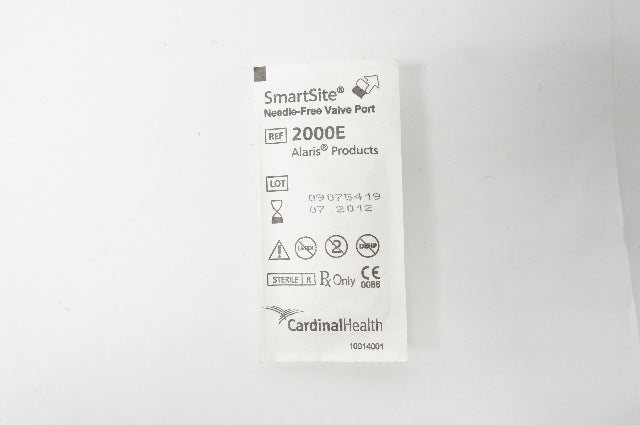 SmartSite®
Needle-Free Valve Port
REF 2000E
Alaris® Products
LOT
09075419
07 2012
LATEX 2 DEHP
STERILE R Rx Only CE
0086
CardinalHealth
10014001